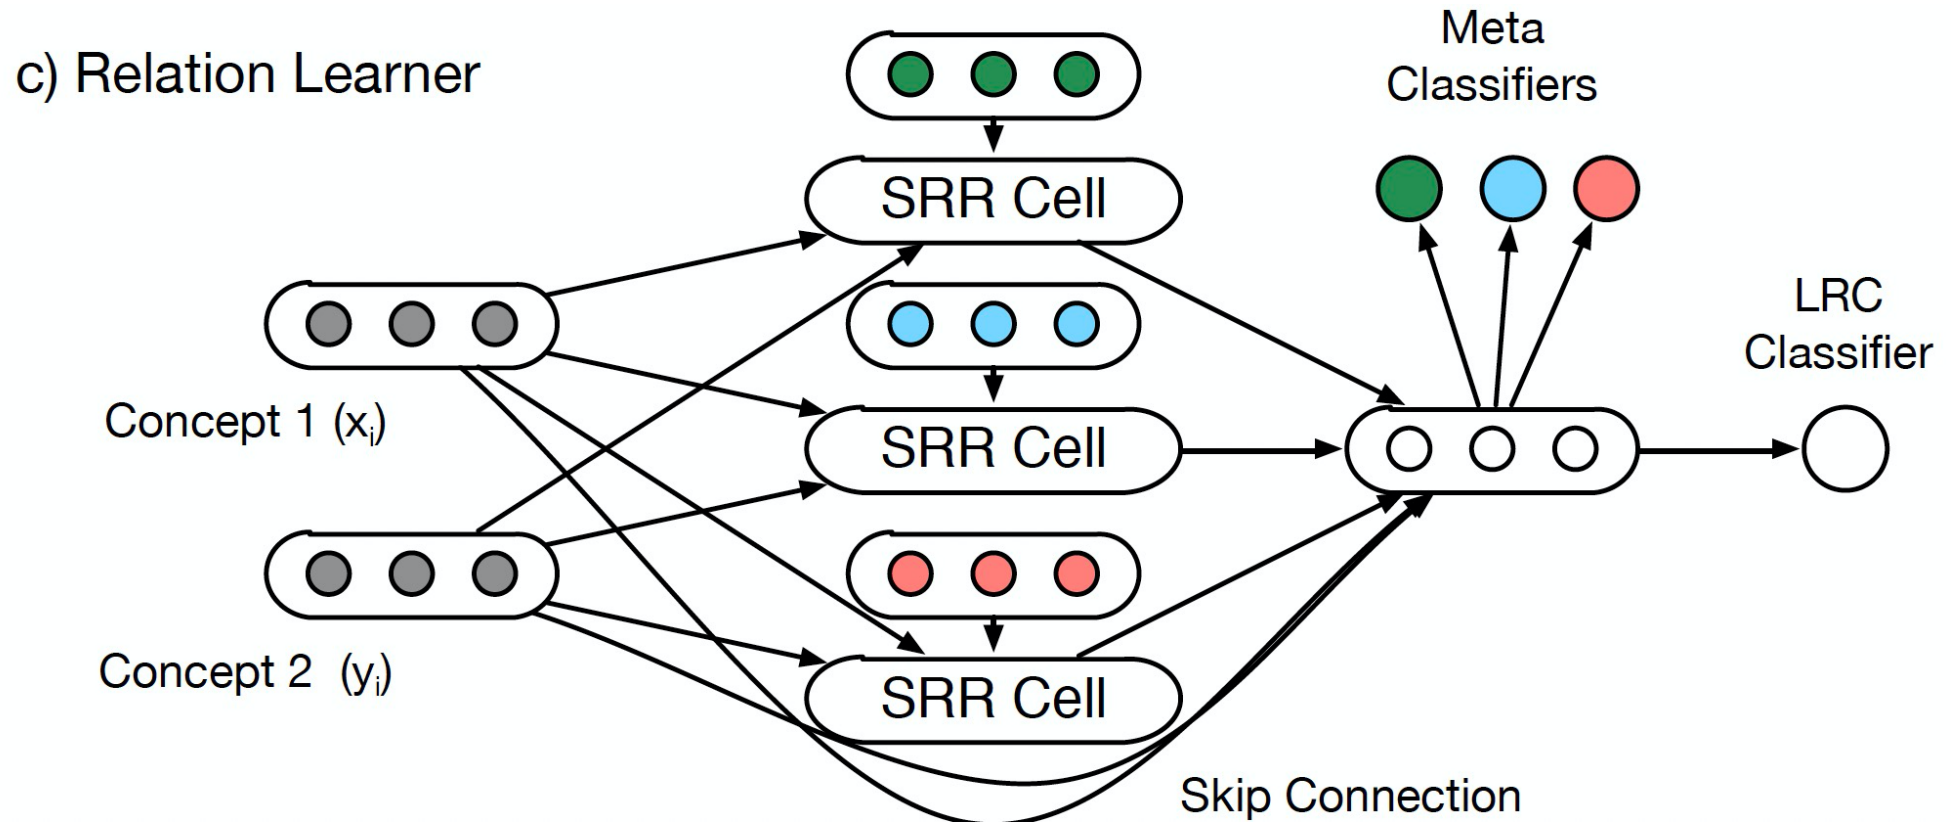 c) Relation Learner
Meta
Classifiers
SRR Cell
LRC
Classifier
Concept 1 (xi)
SRR Cell
Concept 2 (yi)
SRR Cell
Skip Connection